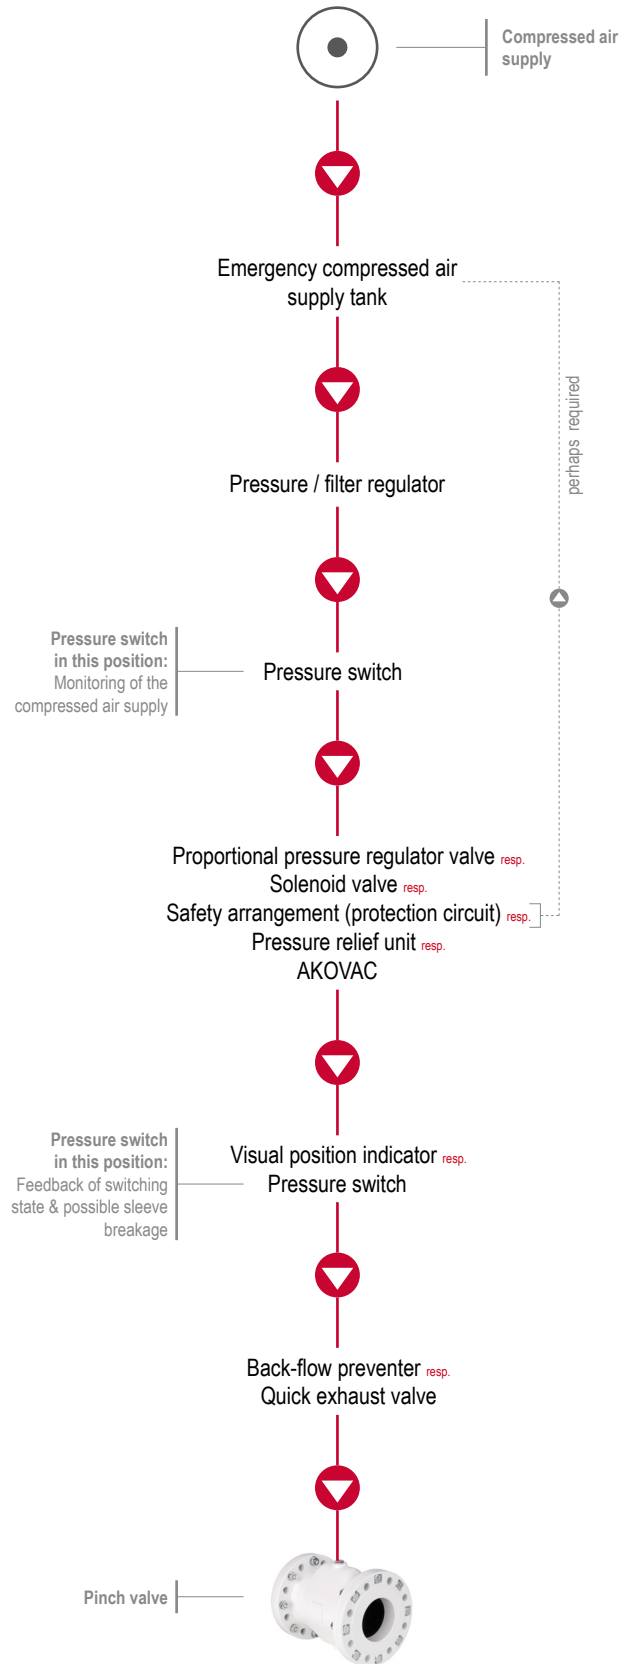 Compressed air
supply
Emergency compressed air
supply tank
perhaps required
Pressure / filter regulator
Pressure switch
in this position:
Monitoring of the
compressed air supply
Pressure switch
Proportional pressure regulator valve resp.
Solenoid valve resp.
Safety arrangement (protection circuit) resp.
Pressure relief unit resp.
AKOVAC
Pressure switch
in this position:
Feedback of switching
state & possible sleeve
breakage
Visual position indicator resp.
Pressure switch
Back-flow preventer resp.
Quick exhaust valve
Pinch valve